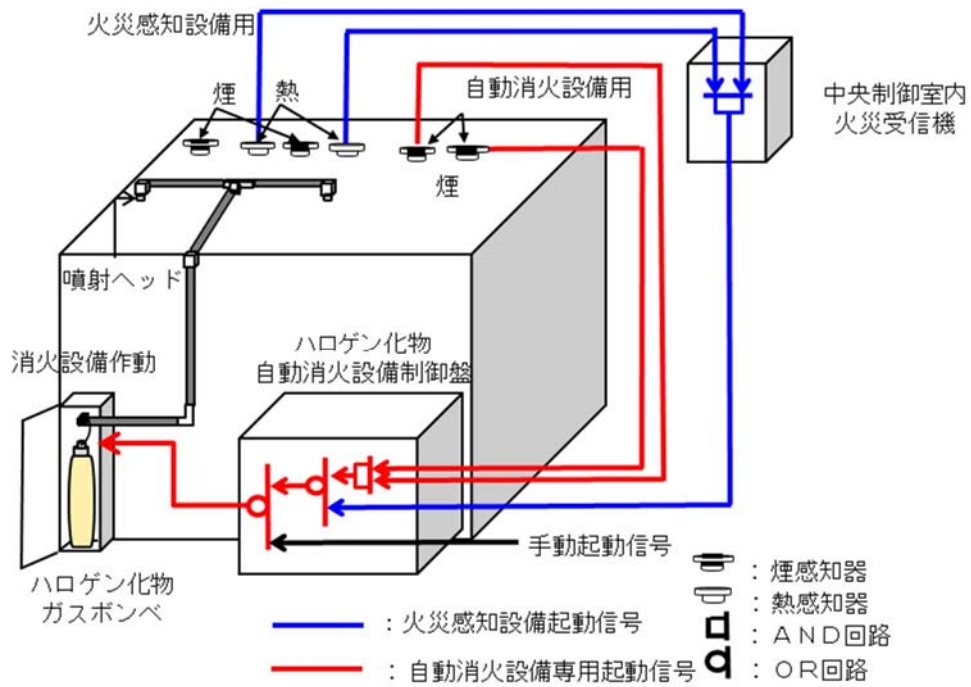 火災感知設備用
煙
熱
自動消火設備用
中央制御室内
火災受信機
煙
噴射ヘッド
消火設備作動
ハロゲン化物
自動消火設備制御盤
手動起動信号
ハロゲン化物
ガスボンベ
：煙感知器
：熱感知器
：ＡＮＤ回路
：ＯＲ回路
：火災感知設備起動信号
：自動消火設備専用起動信号